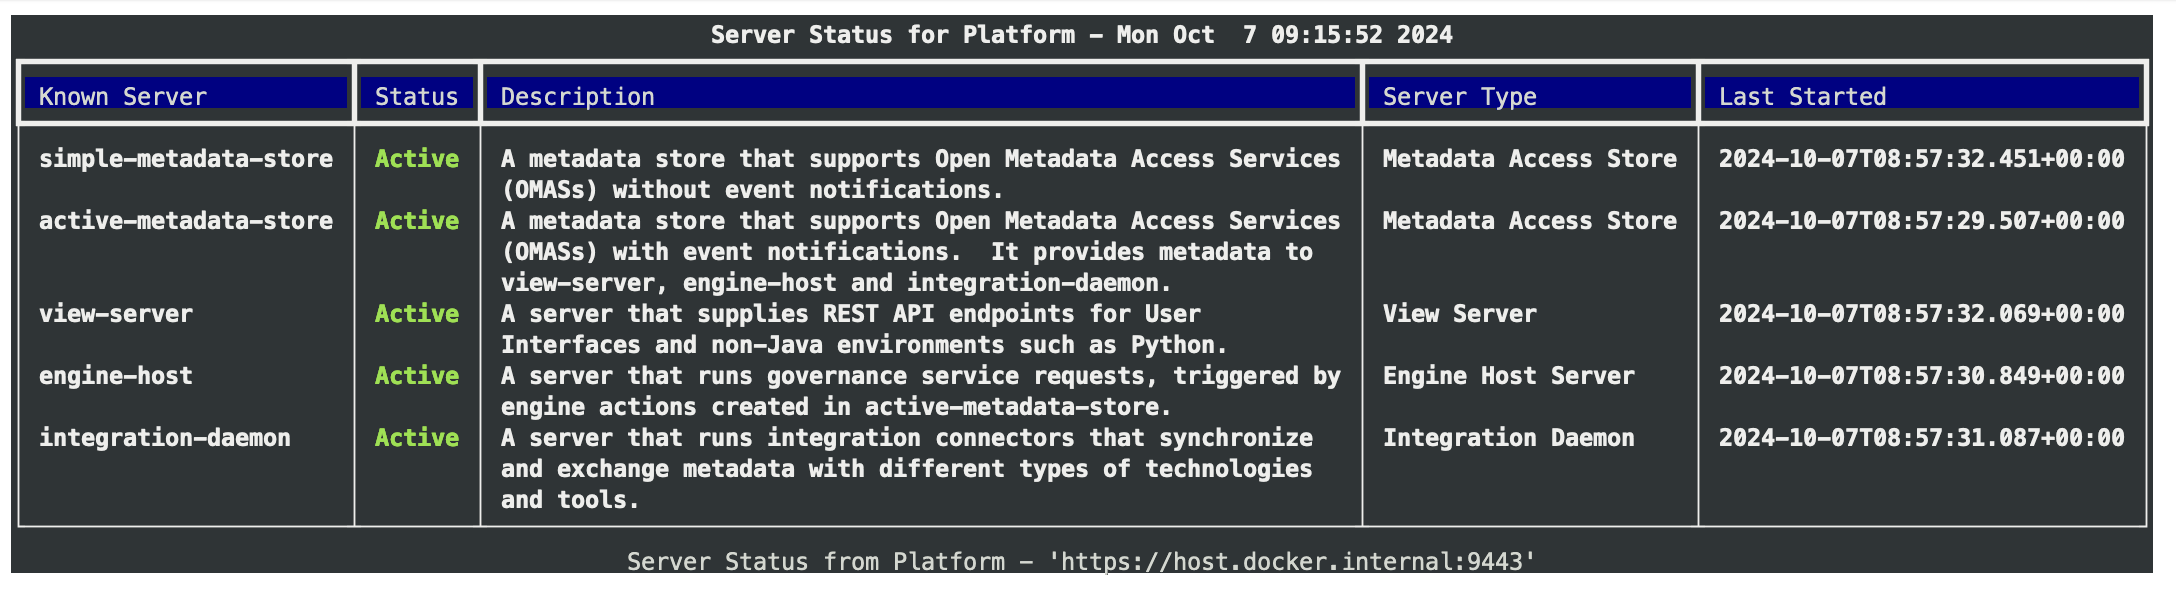 Server Status for Platform - Mon Oct  7 09:15:52 2024
Known Server Status Description Server Type Last Started
simple-metadata-store Active A metadata store that supports Open Metadata Access Services Metadata Access Store 2024-10-07T08:57:32.451+00:00
(OMASs) without event notifications.
active-metadata-store Active A metadata store that supports Open Metadata Access Services Metadata Access Store 2024-10-07T08:57:29.507+00:00
(OMASs) with event notifications.  It provides metadata to
view-server, engine-host and integration-daemon.
view-server Active A server that supplies REST API endpoints for User View Server 2024-10-07T08:57:32.069+00:00
Interfaces and non-Java environments such as Python.
engine-host Active A server that runs governance service requests, triggered by Engine Host Server 2024-10-07T08:57:30.849+00:00
engine actions created in active-metadata-store.
integration-daemon Active A server that runs integration connectors that synchronize Integration Daemon 2024-10-07T08:57:31.087+00:00
and exchange metadata with different types of technologies
and tools.
Server Status from Platform - 'https://host.docker.internal:9443'